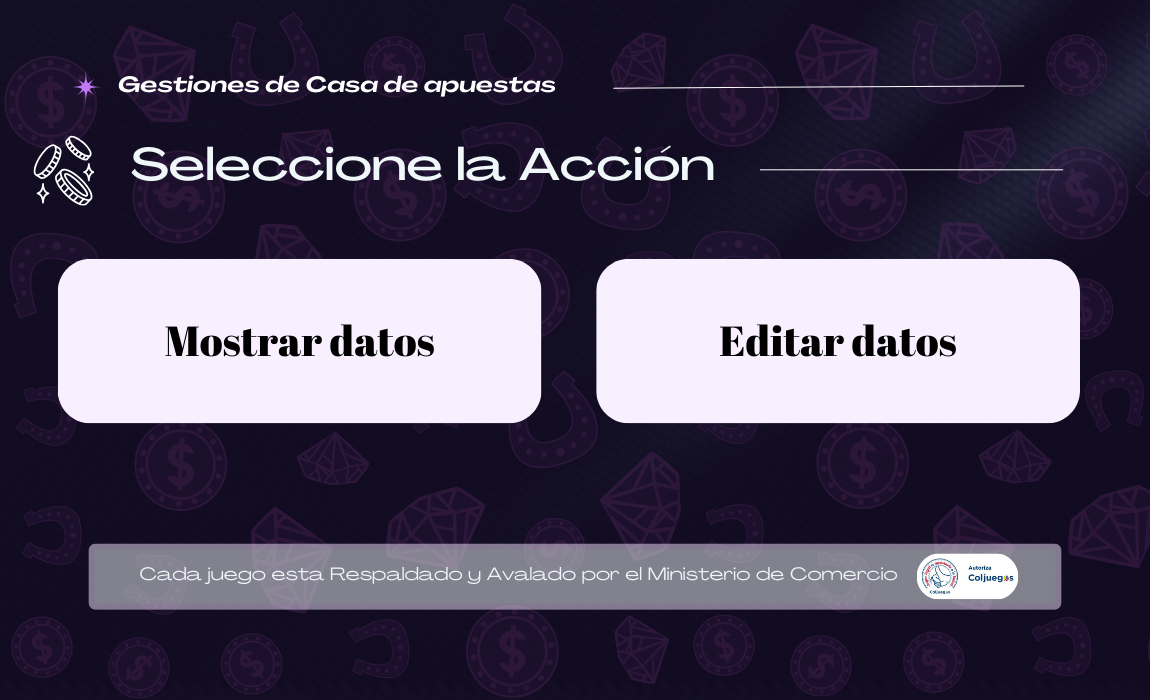 Gestiones de Casa de apuestas
Seleccione la Acción
Mostrar datos
Editar datos
Cada juego esta Respaldado y Avalado por el Ministerio de Comercio
Autoriza
Coljuegos
Coljuegos